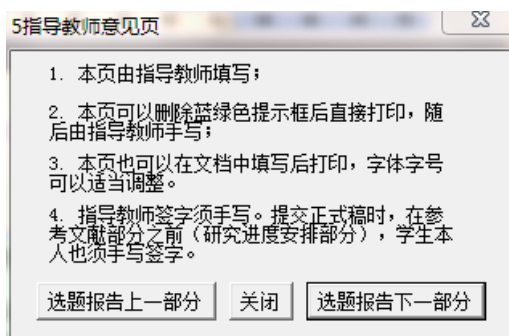 5指导教师意见页
1. 本页由指导教师填写；
2. 本页可以删除蓝绿色提示框后直接打印，随
后由指导教师手写；
3. 本页也可以在文档中填写后打印，字体字号
可以适当调整。
4. 指导教师签字须手写。提交正式稿时，在参
考文献部分之前（研究进度安排部分），学生本
人也须手写签字。
选题报告上一部分
关闭
选题报告下一部分